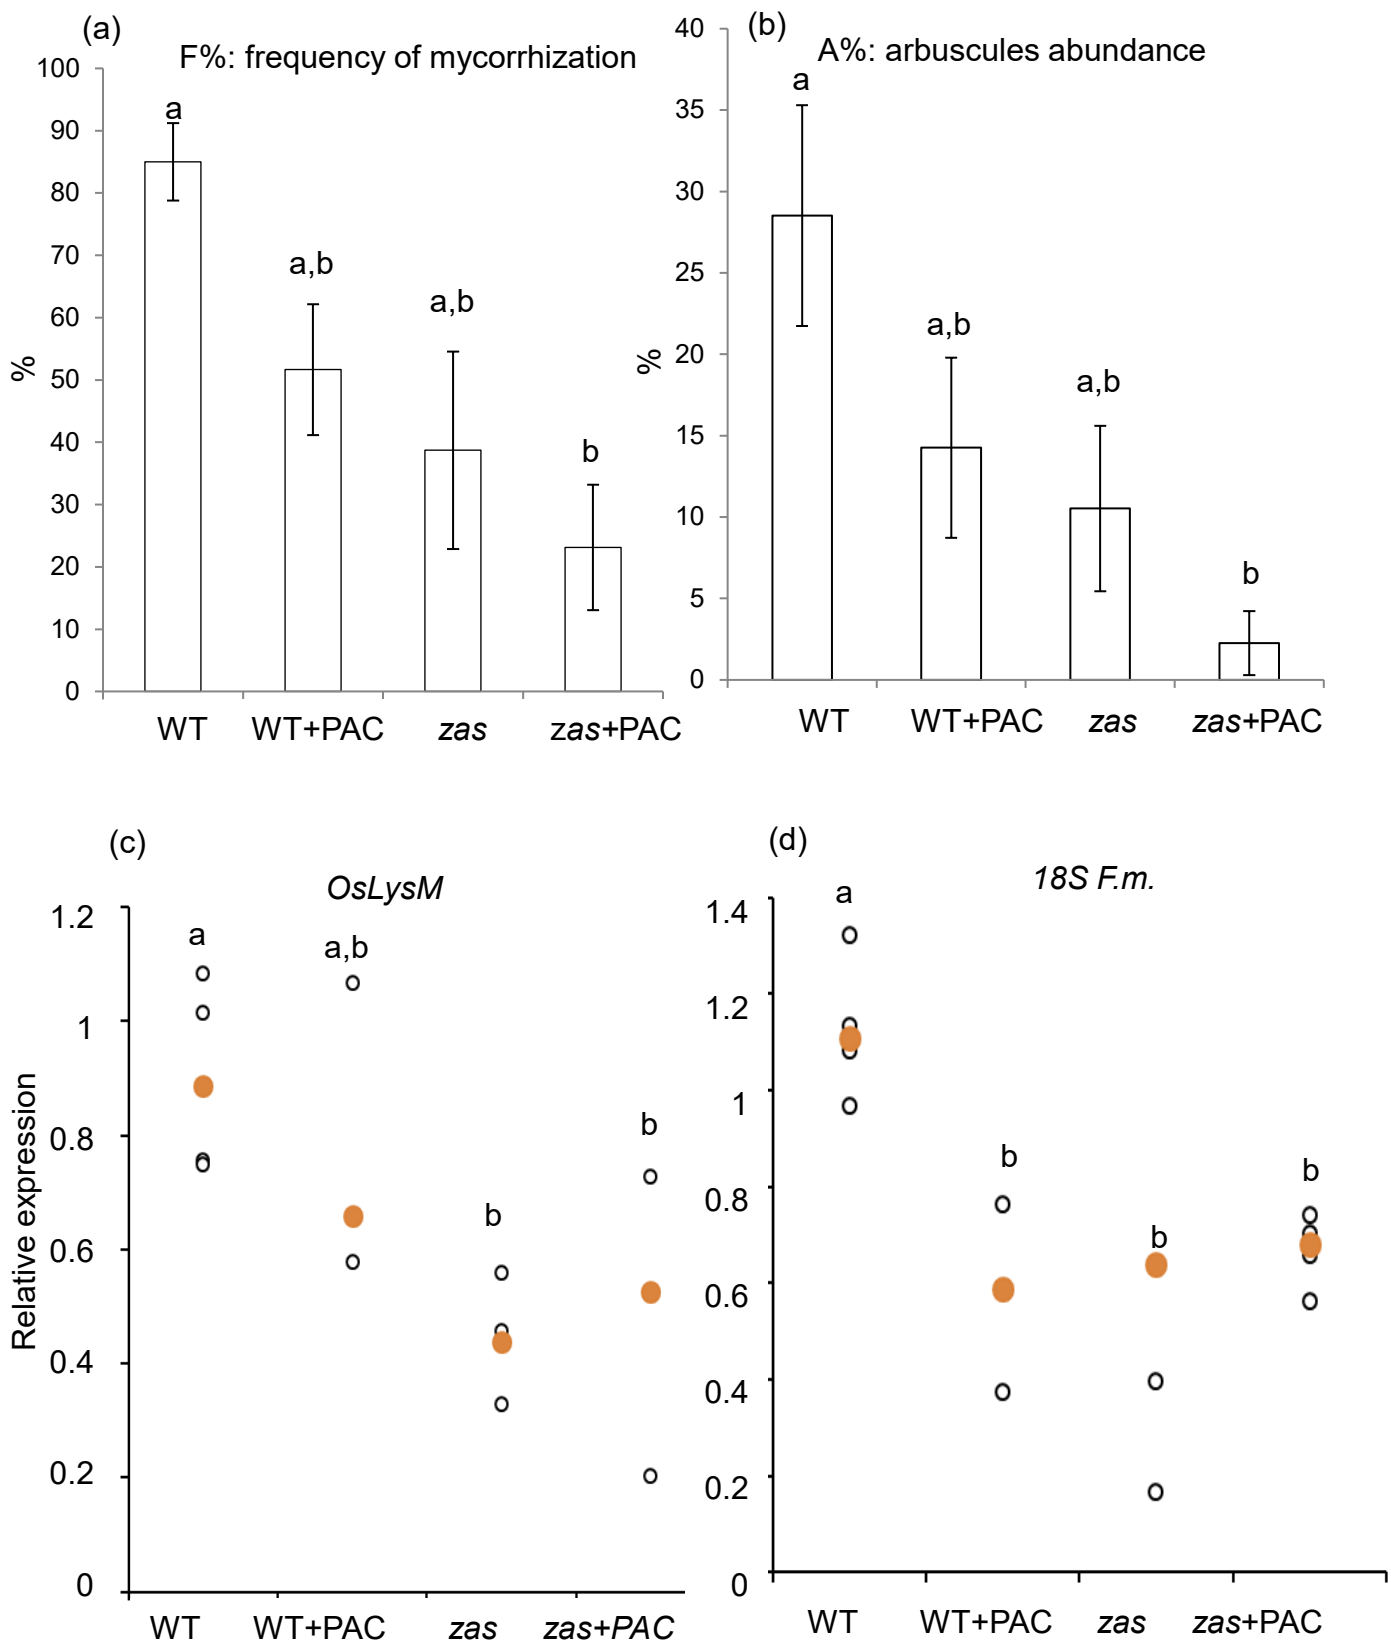 (a)
F%: frequency of mycorrhization
100
90
80
70
60
50
40
30
20
10
0
%
a
a,b
a,b
b
WT WT+PAC zas zas+PAC
(b)
A%: arbuscules abundance
40
35
30
25
20
15
10
5
0
%
a
a,b
a,b
b
WT WT+PAC zas zas+PAC
(c)
OsLysM
1.2
1
0.8
0.6
0.4
0.2
0
Relative expression
a
a,b
b
b
WT WT+PAC zas zas+PAC
(d)
18S F.m.
1.4
1.2
1
0.8
0.6
0.4
0.2
0
a
b
b
b
WT WT+PAC zas zas+PAC